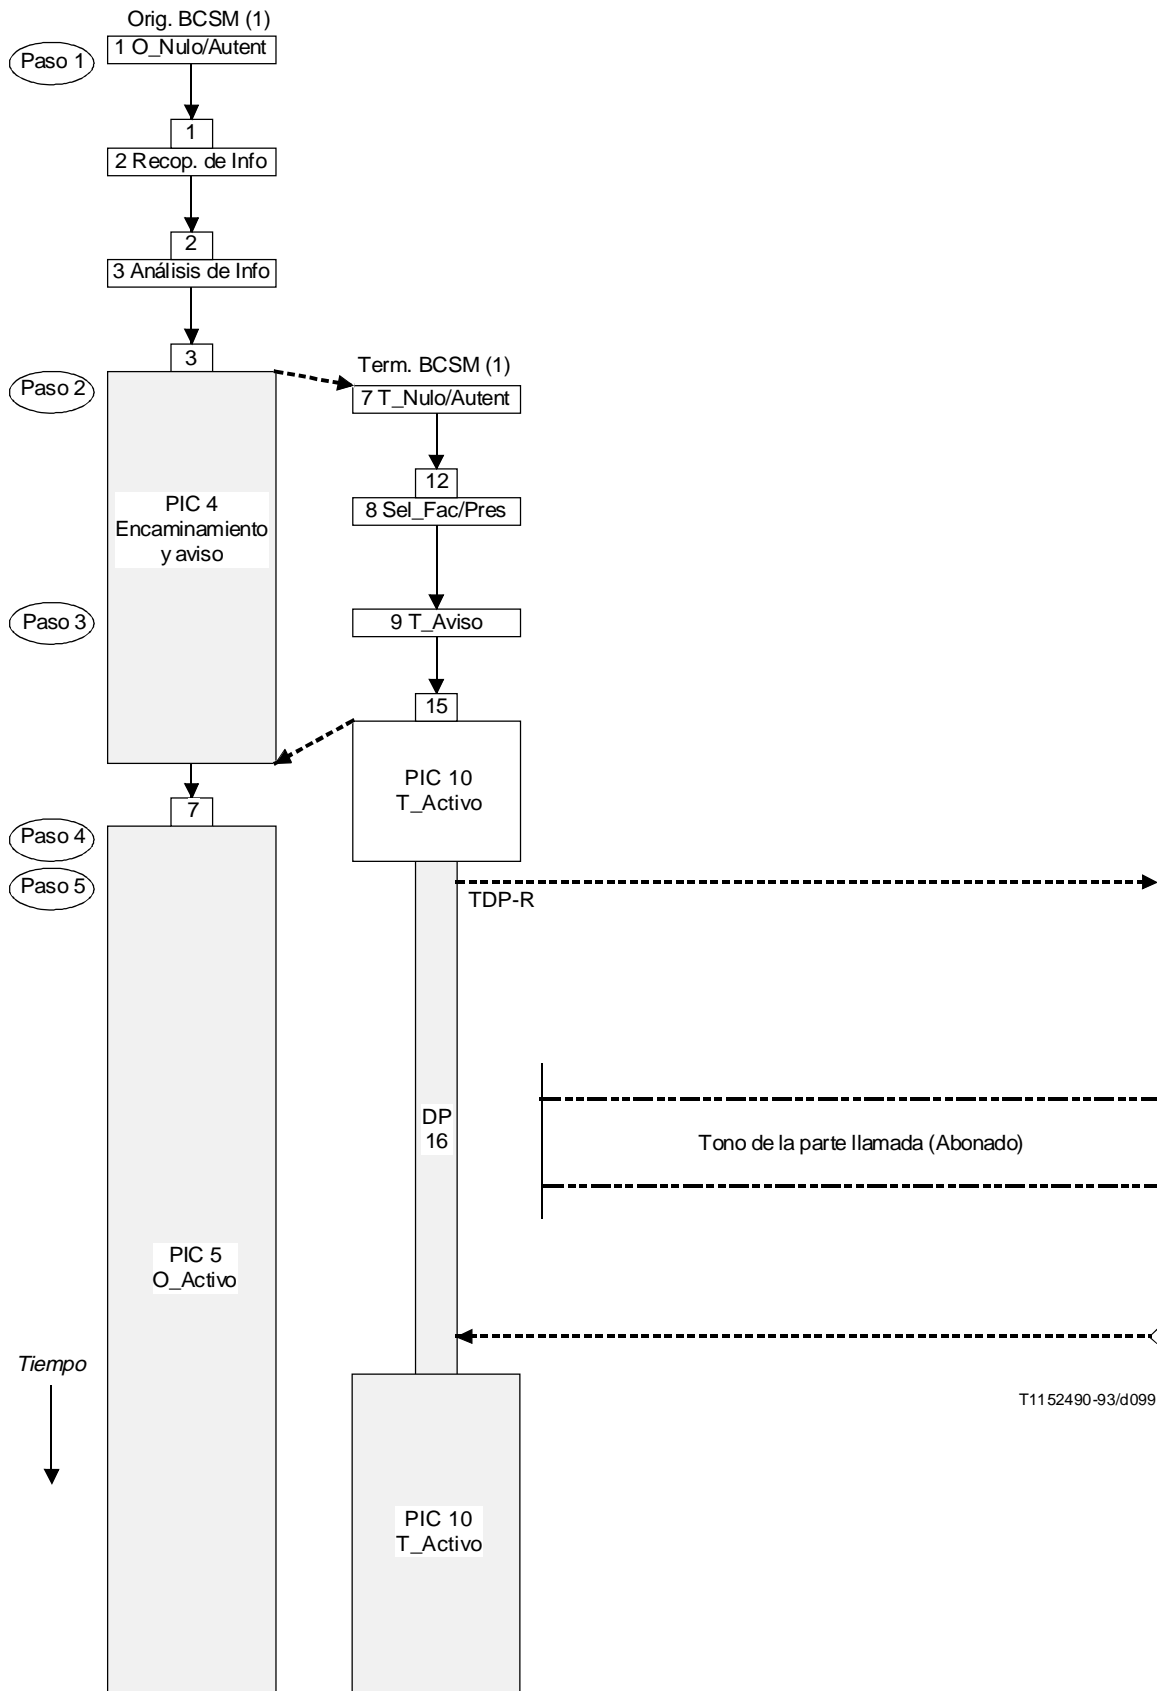 Orig. BCSM (1)
Paso 1
1 O_Nulo/Autent
1
2 Recop. de Info
2
3 Análisis de Info
3
Term. BCSM (1)
Paso 2
7 T_Nulo/Autent
12
8 Sel_Fac/Pres
PIC 4
Encaminamiento
y aviso
Paso 3
9 T_Aviso
15
PIC 10
T_Activo
7
Paso 4
Paso 5
TDP-R
DP
16
Tono de la parte llamada (Abonado)
PIC 5
O_Activo
Tiempo
T1152490-93/d099
PIC 10
T_Activo